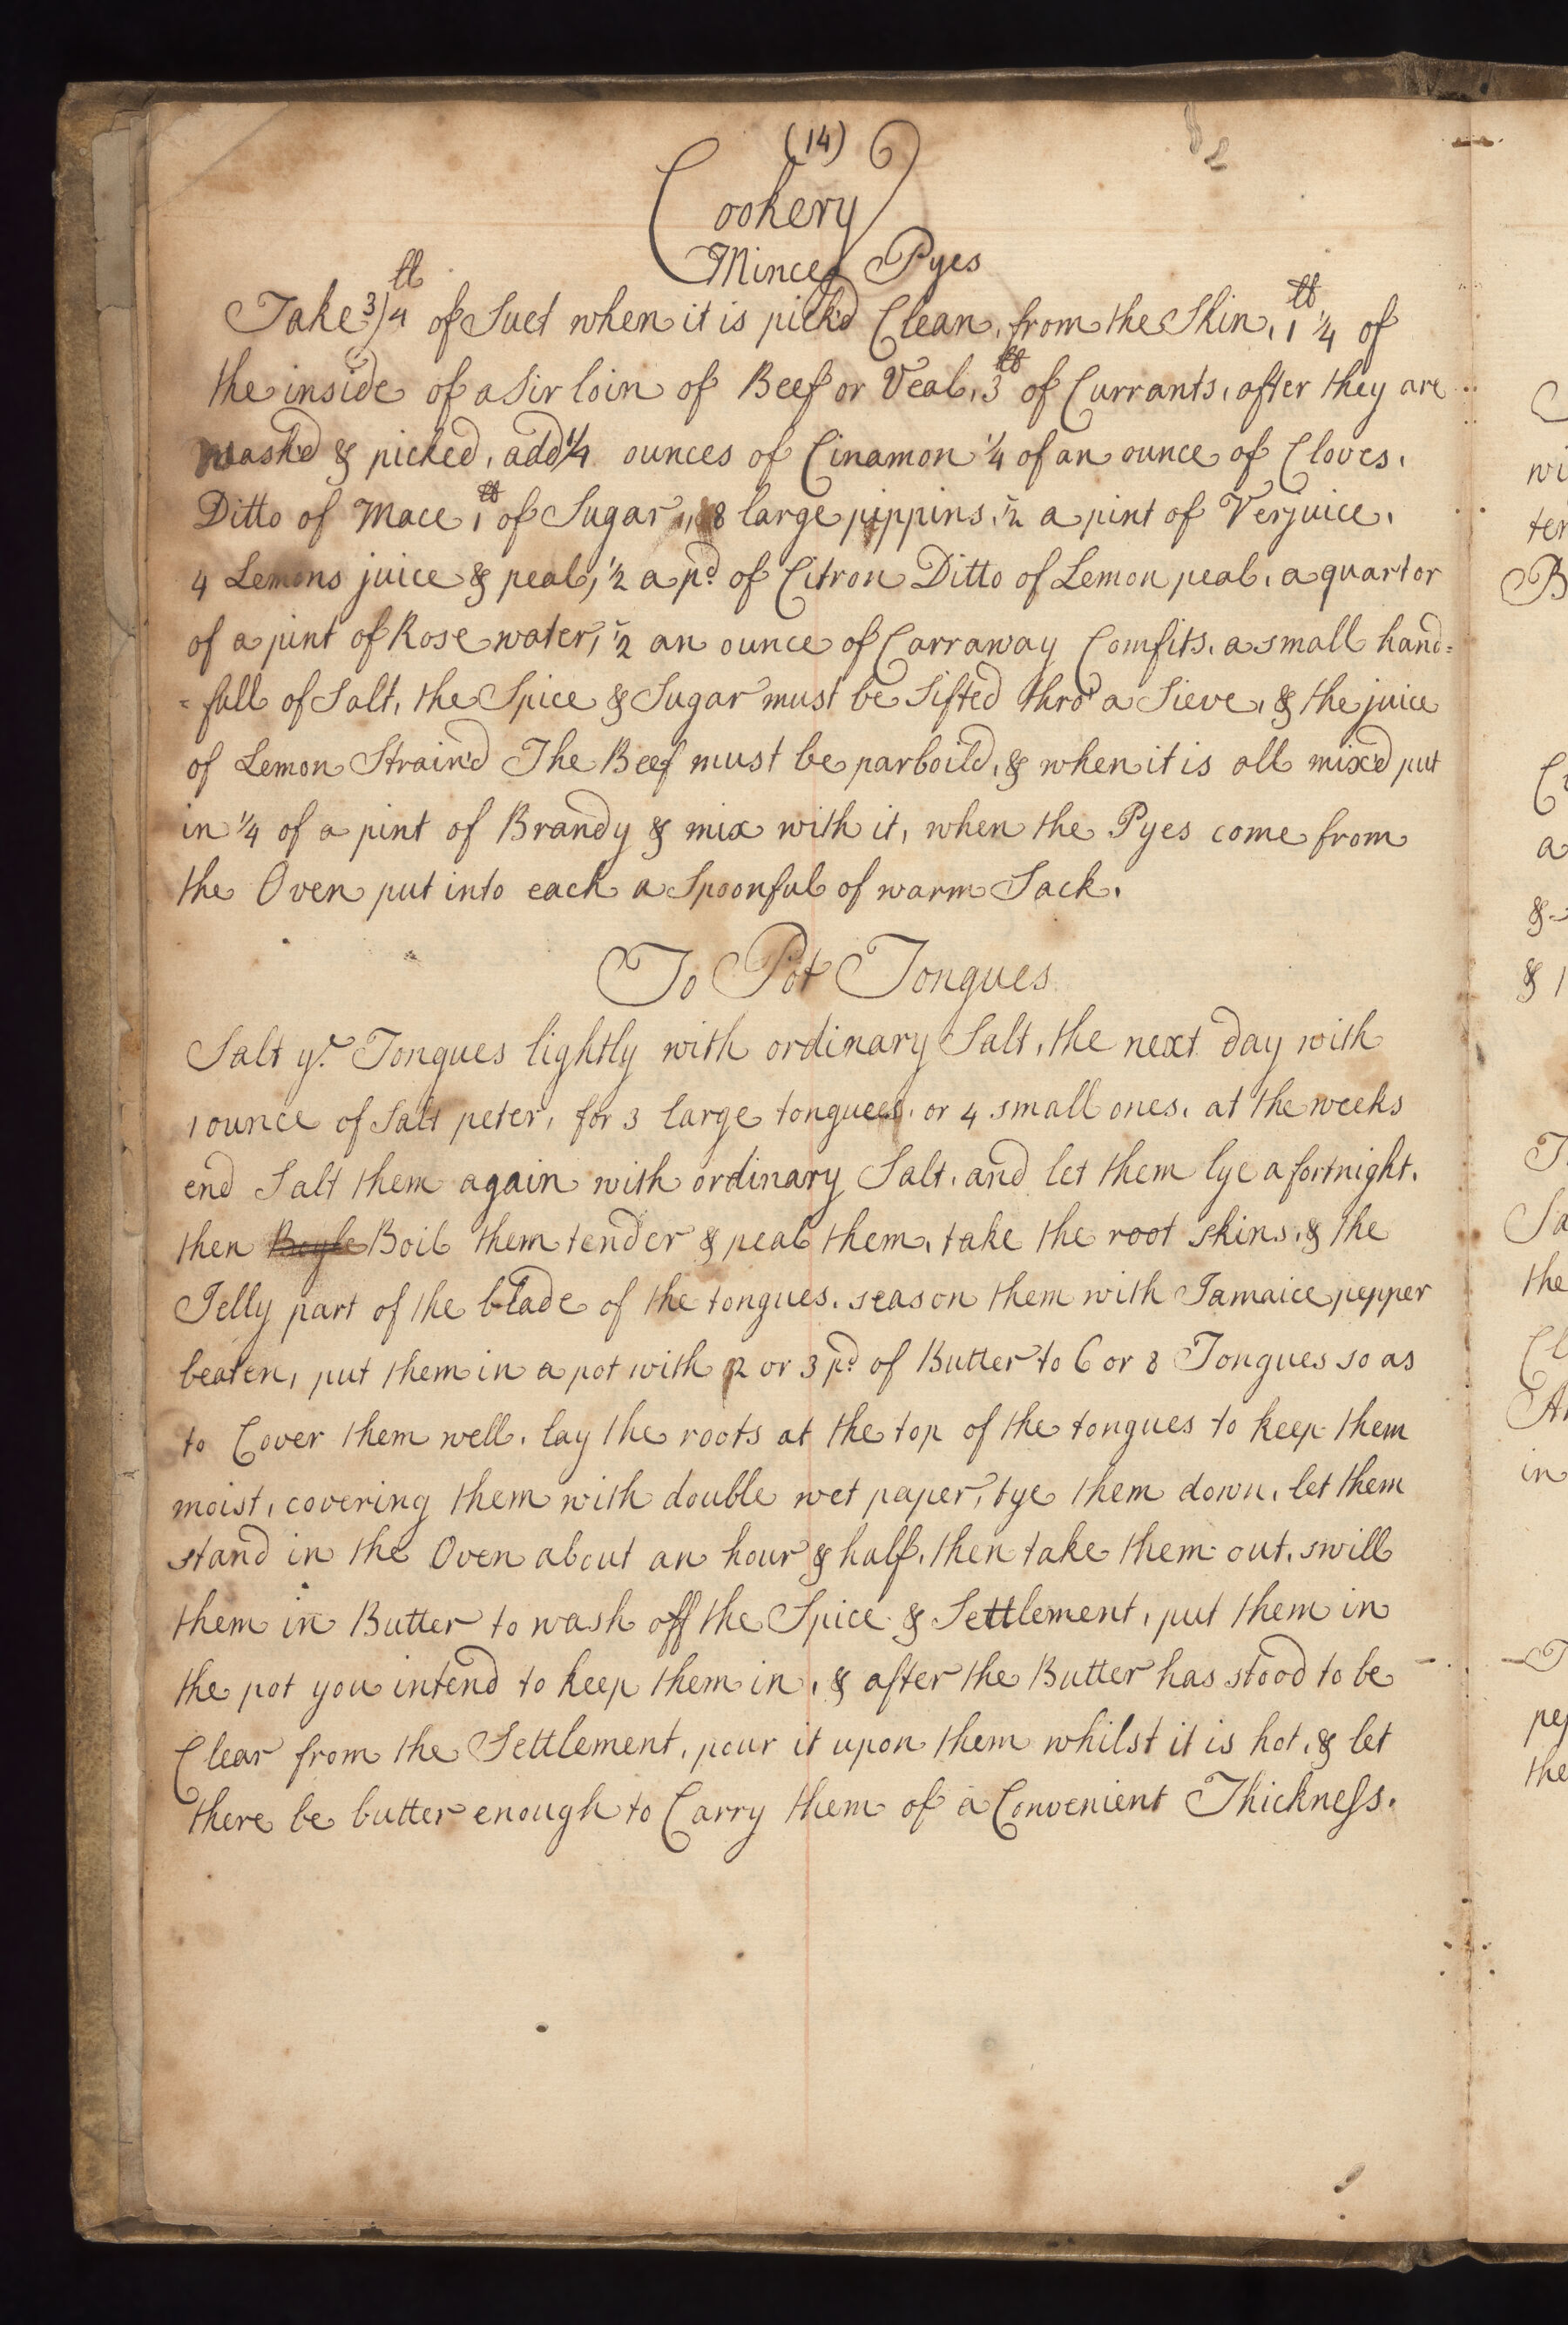 (14)
Cookery
Mince Pyes
Take 3/4 lb of Suet when it is pick'd Clean, from the Skin, 1 lb 1/4 of
the inside of a Sir loin of Beef or Veal, 3 lb of Currants, after they are
wash'd & picked, add 1/4 ounces of Cinamon 1/4 of an ounce of Cloves,
Ditto of Mace, 1 lb of Sugar, 8 large pippins, 1/2 a pint of Verjuice,
4 Lemons juice & peal, 1/2 a pd of Citron Ditto of Lemon peal, a quartor
of a pint of Rose water, 1/2 an ounce of Carraway Comfits, a small hand=
=full of Salt, the Spice & Sugar must be Sifted thro' a Sieve, & the juice
of Lemon Strain'd The Beef must be parboild, & when it is all mix'd put
in 1/4 of a pint of Brandy & mix with it, when the Pyes come from
the Oven put into each a Spoonful of warm Sack.
To Pot Tongues
Salt yr. Tongues lightly with ordinary Salt, the next day with
1 ounce of Salt peter, for 3 large tongues, or 4 small ones, at the weeks
end Salt them again with ordinary Salt, and let them lye a fortnight,
then Boyle Boil them tender & peal them, take the root skins, & the
Jelly part of the blade of the tongues, season them with Jamaice pepper
beaten, put them in a pot with 2 or 3 pd of Butter to 6 or 8 Tongues so as
to Cover them well, lay the roots at the top of the tongues to keep them
moist, covering them with double wet paper, tye them down, let them
stand in the Oven about an hour & half, then take them out, swill
them in Butter to wash off the Spice & Settlement, put them in
the pot you intend to keep them in, & after the Butter has stood to be
Clear from the Settlement, pour it upon them whilst it is hot, & let
there be butter enough to Carry them of a Convenient Thickneſs.